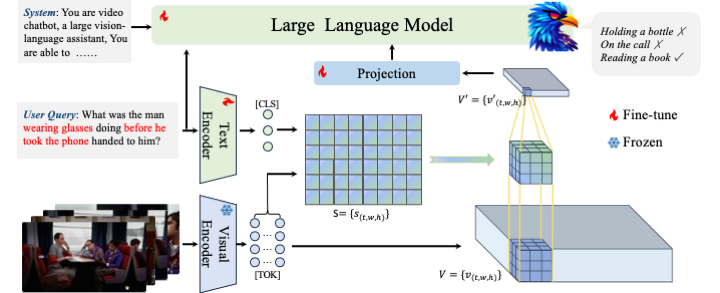 System: You are video
chatbot, a large vision-
language assistant, You
are able to ……
Large Language Model
Holding a bottle ✗
On the call ✗
Reading a book ✓
Projection
V′ = {v′(t,w,h)}
User Query: What was the man
wearing glasses doing before he
took the phone handed to him?
Text
Encoder
[CLS]
Fine-tune
Frozen
S= {s(t,w,h)}
Visual
Encoder
[TOK]
V = {v(t,w,h)}